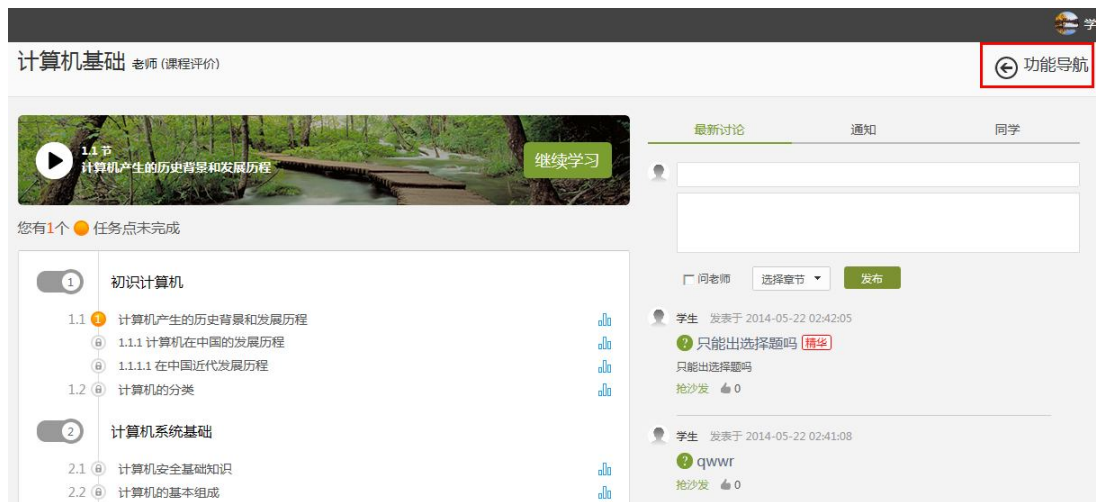 学
计算机基础 老师 (课程评价)
功能导航
1.1 节
计算机产生的历史背景和发展历程
继续学习
您有1个 任务点未完成
1 初识计算机
1.1 1 计算机产生的历史背景和发展历程
1.1.1 计算机在中国的发展历程
1.1.1.1 在中国近代发展历程
1.2 计算机的分类
2 计算机系统基础
2.1 计算机安全基础知识
2.2 计算机的基本组成
最新讨论 通知 同学
问老师 选择章节 发布
学生 发表于 2014-05-22 02:42:05
? 只能出选择题吗 精华
只能出选择题吗
抢沙发 0
学生 发表于 2014-05-22 02:41:08
? qwwr
抢沙发 0